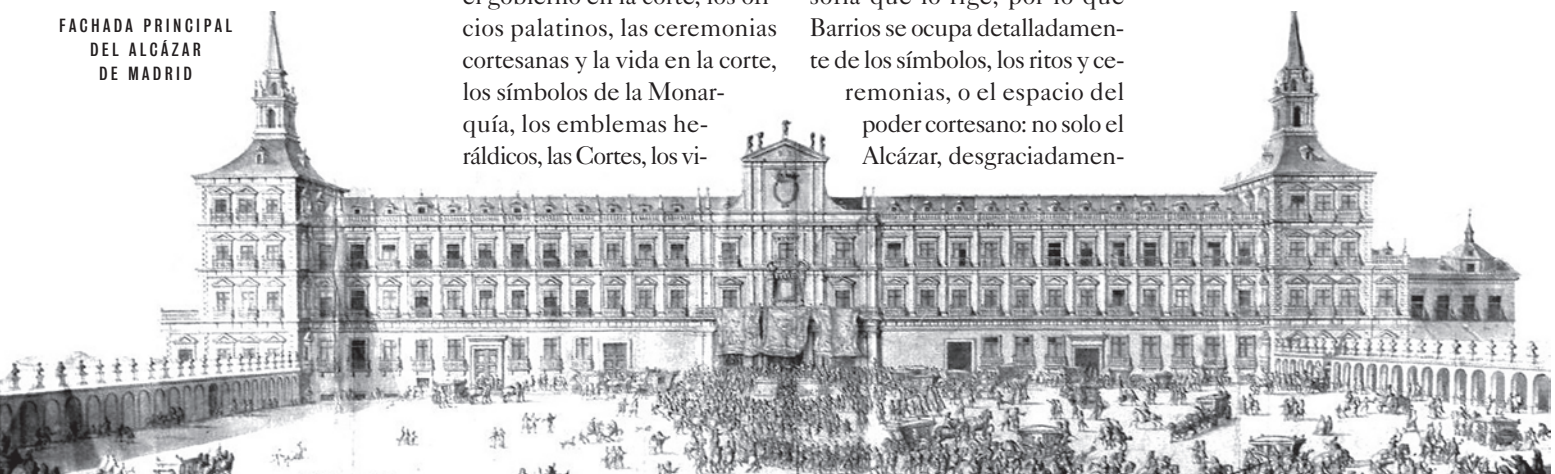 FACHADA PRINCIPAL
DEL ALCÁZAR
DE MADRID
el gobierno en la corte, los ofi-
cios palatinos, las ceremonias
cortesanas y la vida en la corte,
los símbolos de la Monar-
quía, los emblemas he-
ráldicos, las Cortes, los vi-
sofía que lo rige, por lo que
Barrios se ocupa detalladamen-
te de los símbolos, los ritos y ce-
remonias, o el espacio del
poder cortesano: no solo el
Alcázar, desgraciadamen-